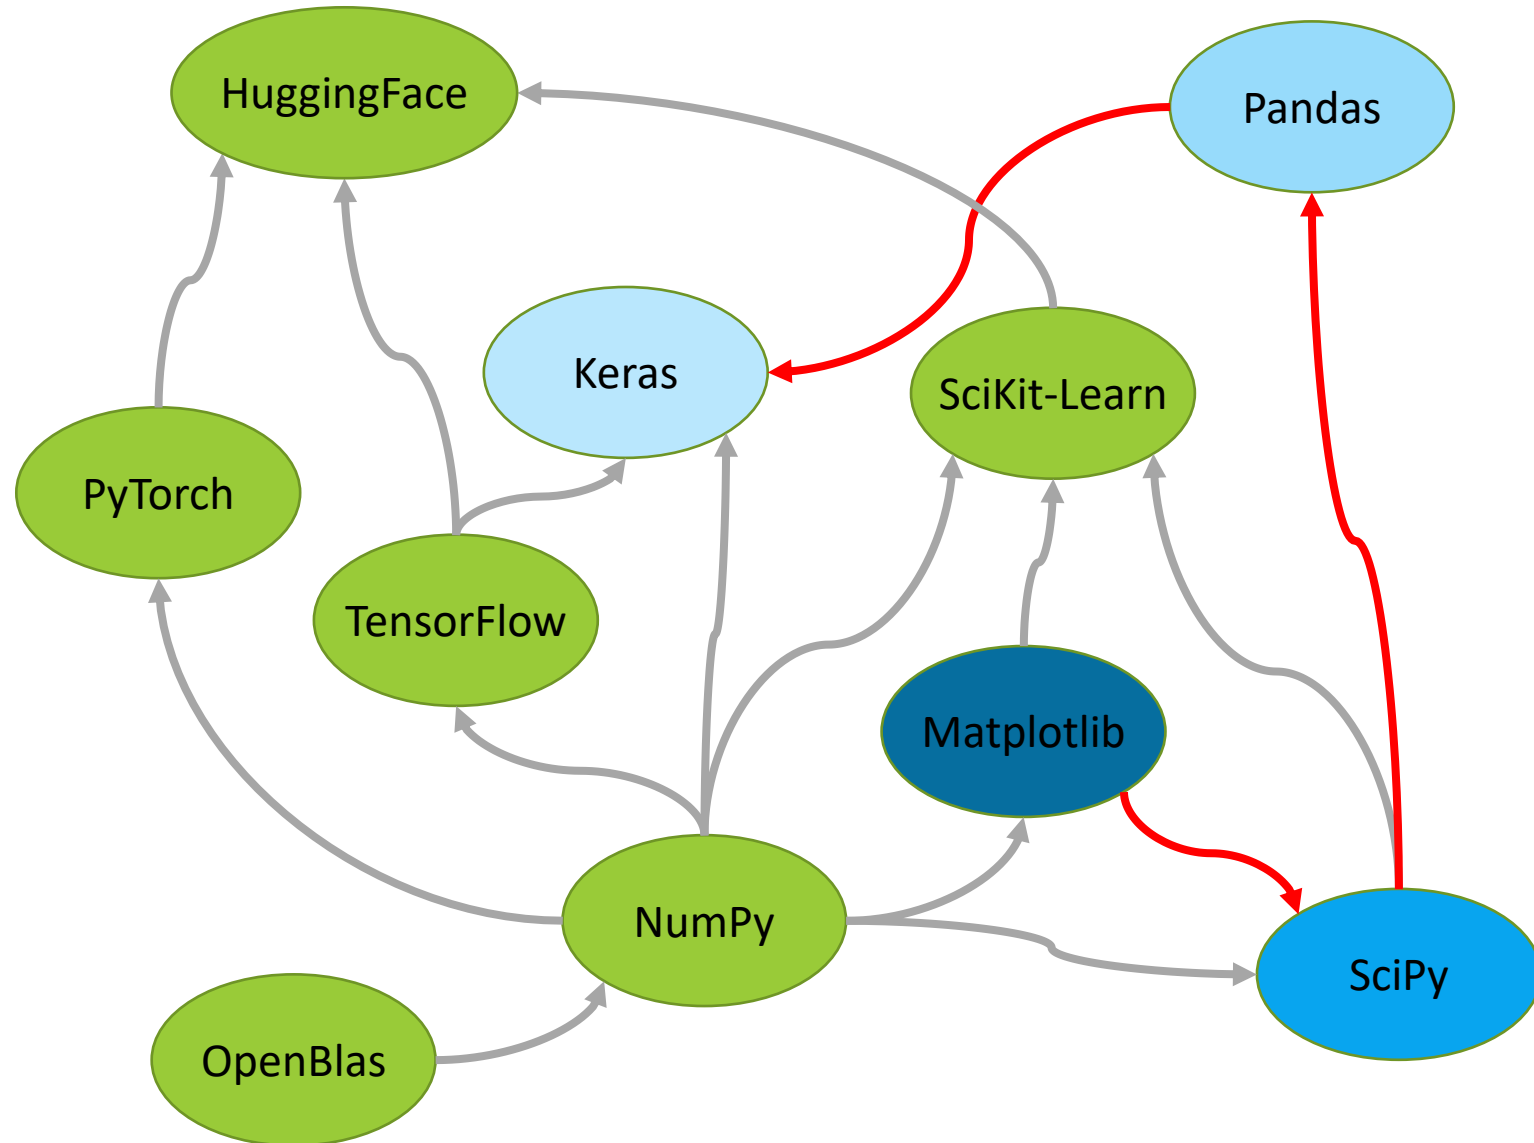 HuggingFace
Pandas
Keras
SciKit-Learn
PyTorch
TensorFlow
Matplotlib
NumPy
SciPy
OpenBlas